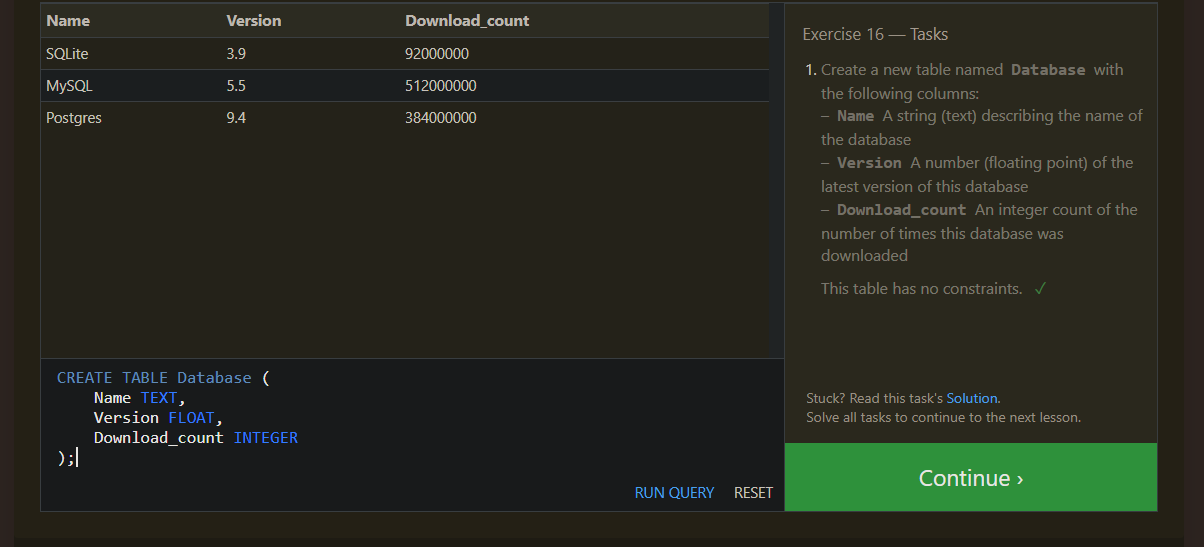 Name Version Download_count
SQLite 3.9 92000000
MySQL 5.5 512000000
Postgres 9.4 384000000
CREATE TABLE Database (
    Name TEXT,
    Version FLOAT,
    Download_count INTEGER
);
RUN QUERY RESET
Exercise 16 — Tasks
1. Create a new table named Database with
the following columns:
– Name A string (text) describing the name of
the database
– Version A number (floating point) of the
latest version of this database
– Download_count An integer count of the
number of times this database was
downloaded
This table has no constraints. ✓
Stuck? Read this task's Solution.
Solve all tasks to continue to the next lesson.
Continue ›